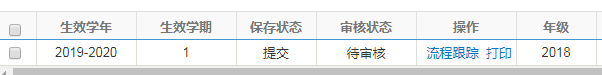 生效学年 生效学期 保存状态 审核状态 操作 年级
2019-2020 1 提交 待审核 流程跟踪 打印 2018